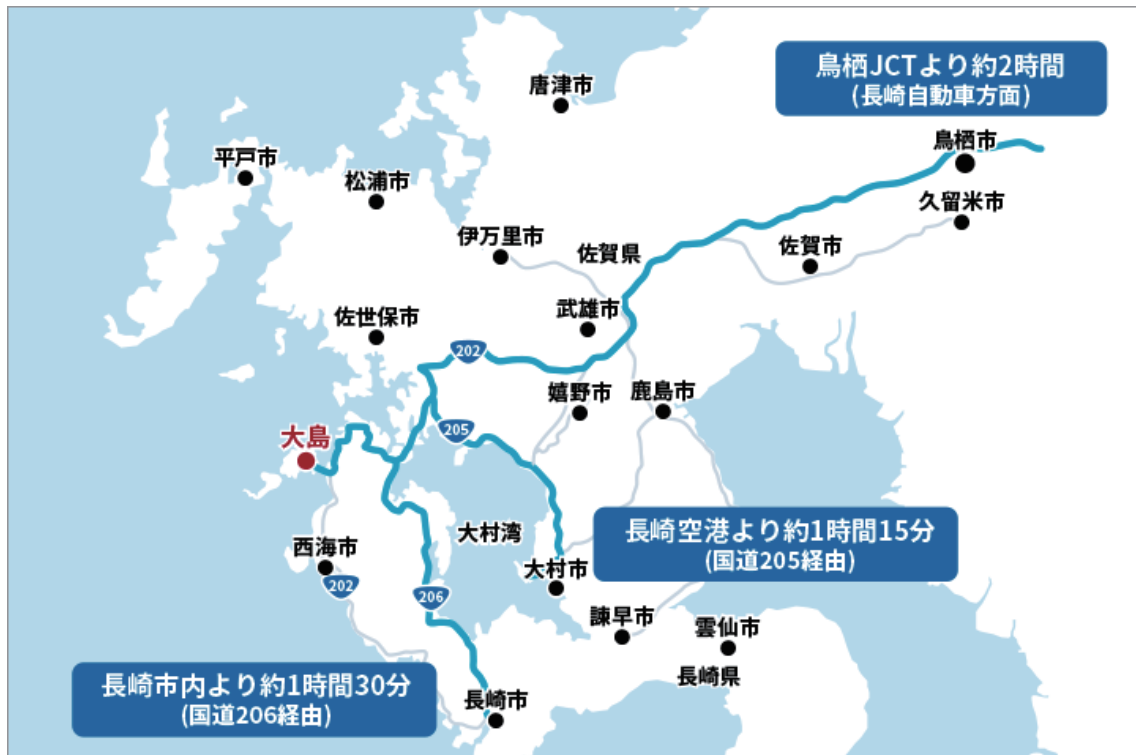 鳥栖JCTより約2時間
(長崎自動車方面)
唐津市
鳥栖市
平戸市
松浦市
久留米市
伊万里市
佐賀県
佐賀市
武雄市
佐世保市
202
嬉野市
鹿島市
205
大島
長崎空港より約1時間15分
(国道205経由)
大村湾
西海市
大村市
202
206
諫早市
雲仙市
長崎県
長崎市内より約1時間30分
(国道206経由)
長崎市